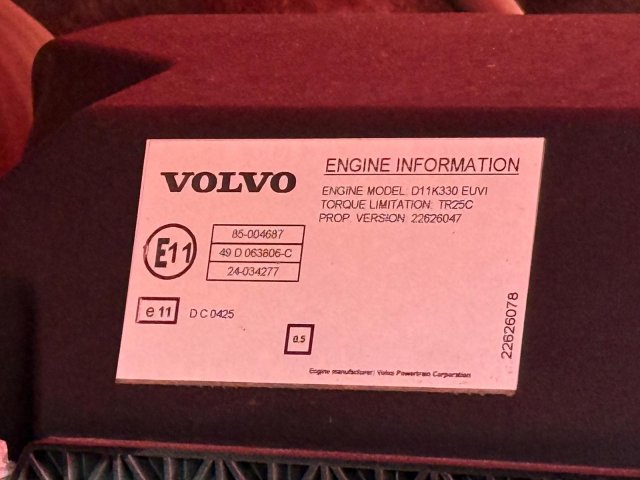 VOLVO
ENGINE INFORMATION
ENGINE MODEL: D11K330 EUVI
TORQUE LIMITATION: TR25C
PROP. VERSION: 22626047
E11
85-004687
49 D 063806-C
24-034277
e 11
D C 0425
0.5
22626078
Engine manufacturer: Volvo Powertrain Corporation